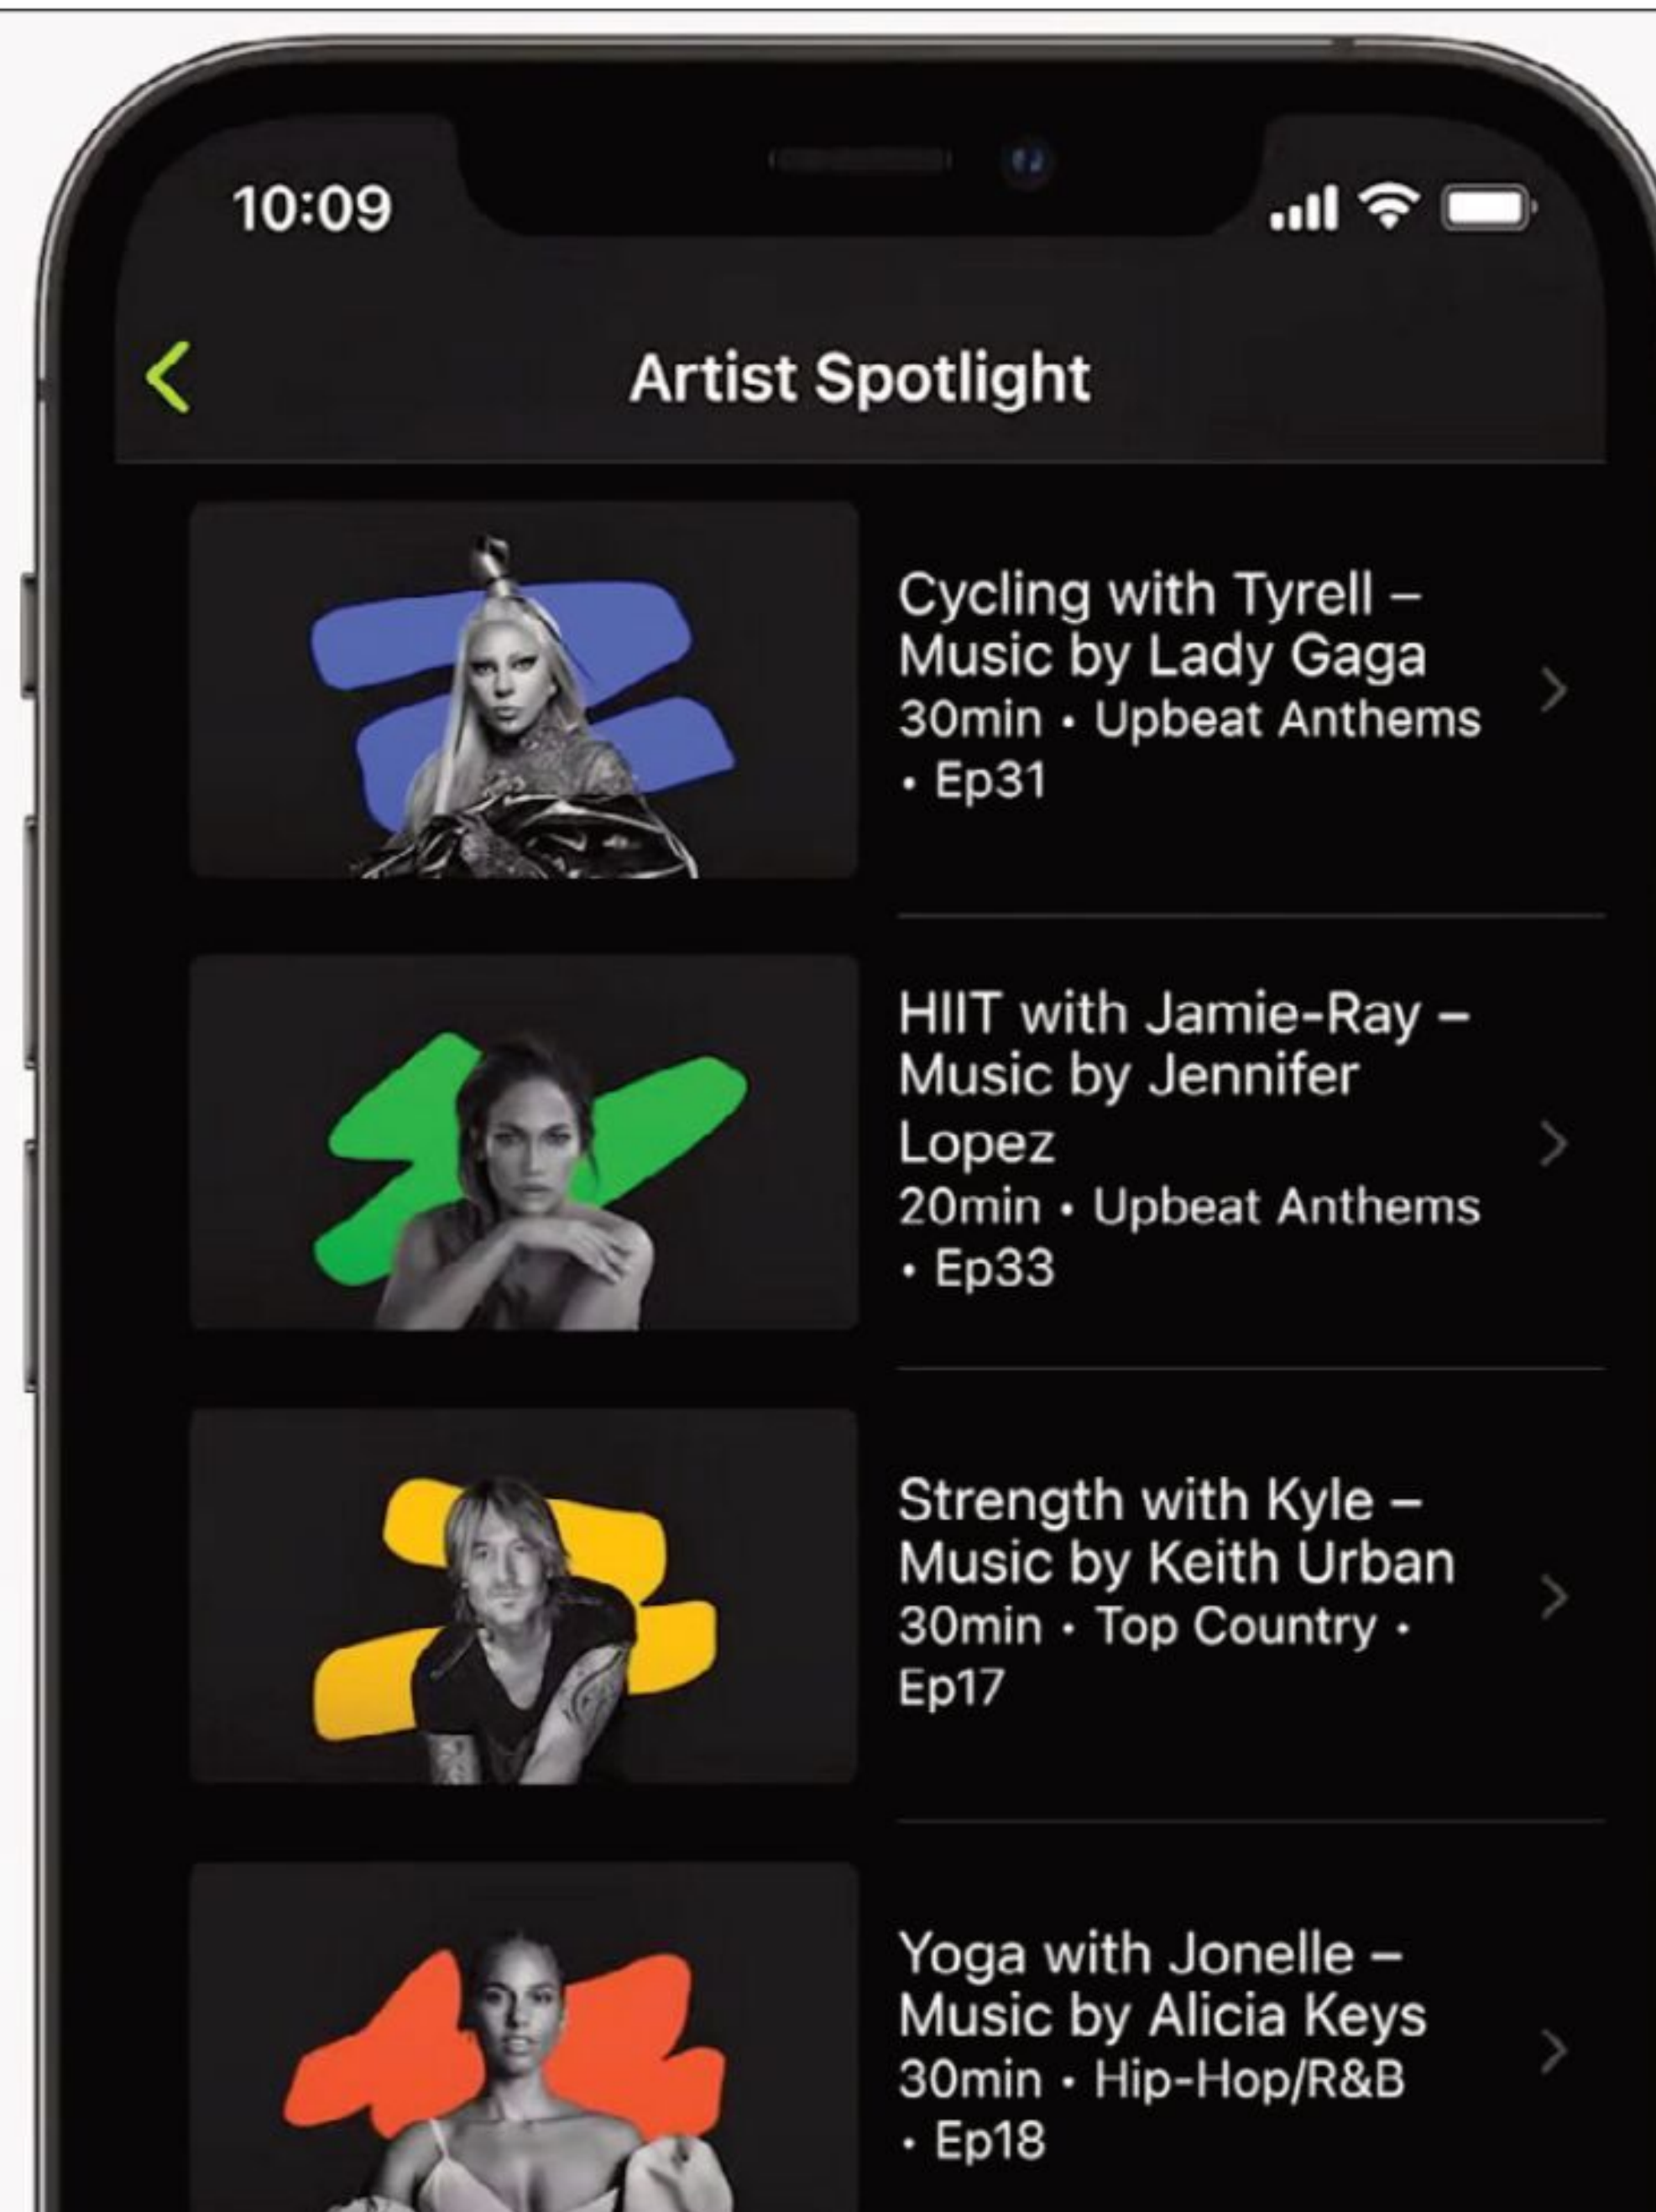 10:09
Artist Spotlight
Cycling with Tyrell –
Music by Lady Gaga
30min • Upbeat Anthems
• Ep31
HIIT with Jamie-Ray –
Music by Jennifer
Lopez
20min • Upbeat Anthems
• Ep33
Strength with Kyle –
Music by Keith Urban
30min • Top Country •
Ep17
Yoga with Jonelle –
Music by Alicia Keys
30min • Hip-Hop/R&B
• Ep18